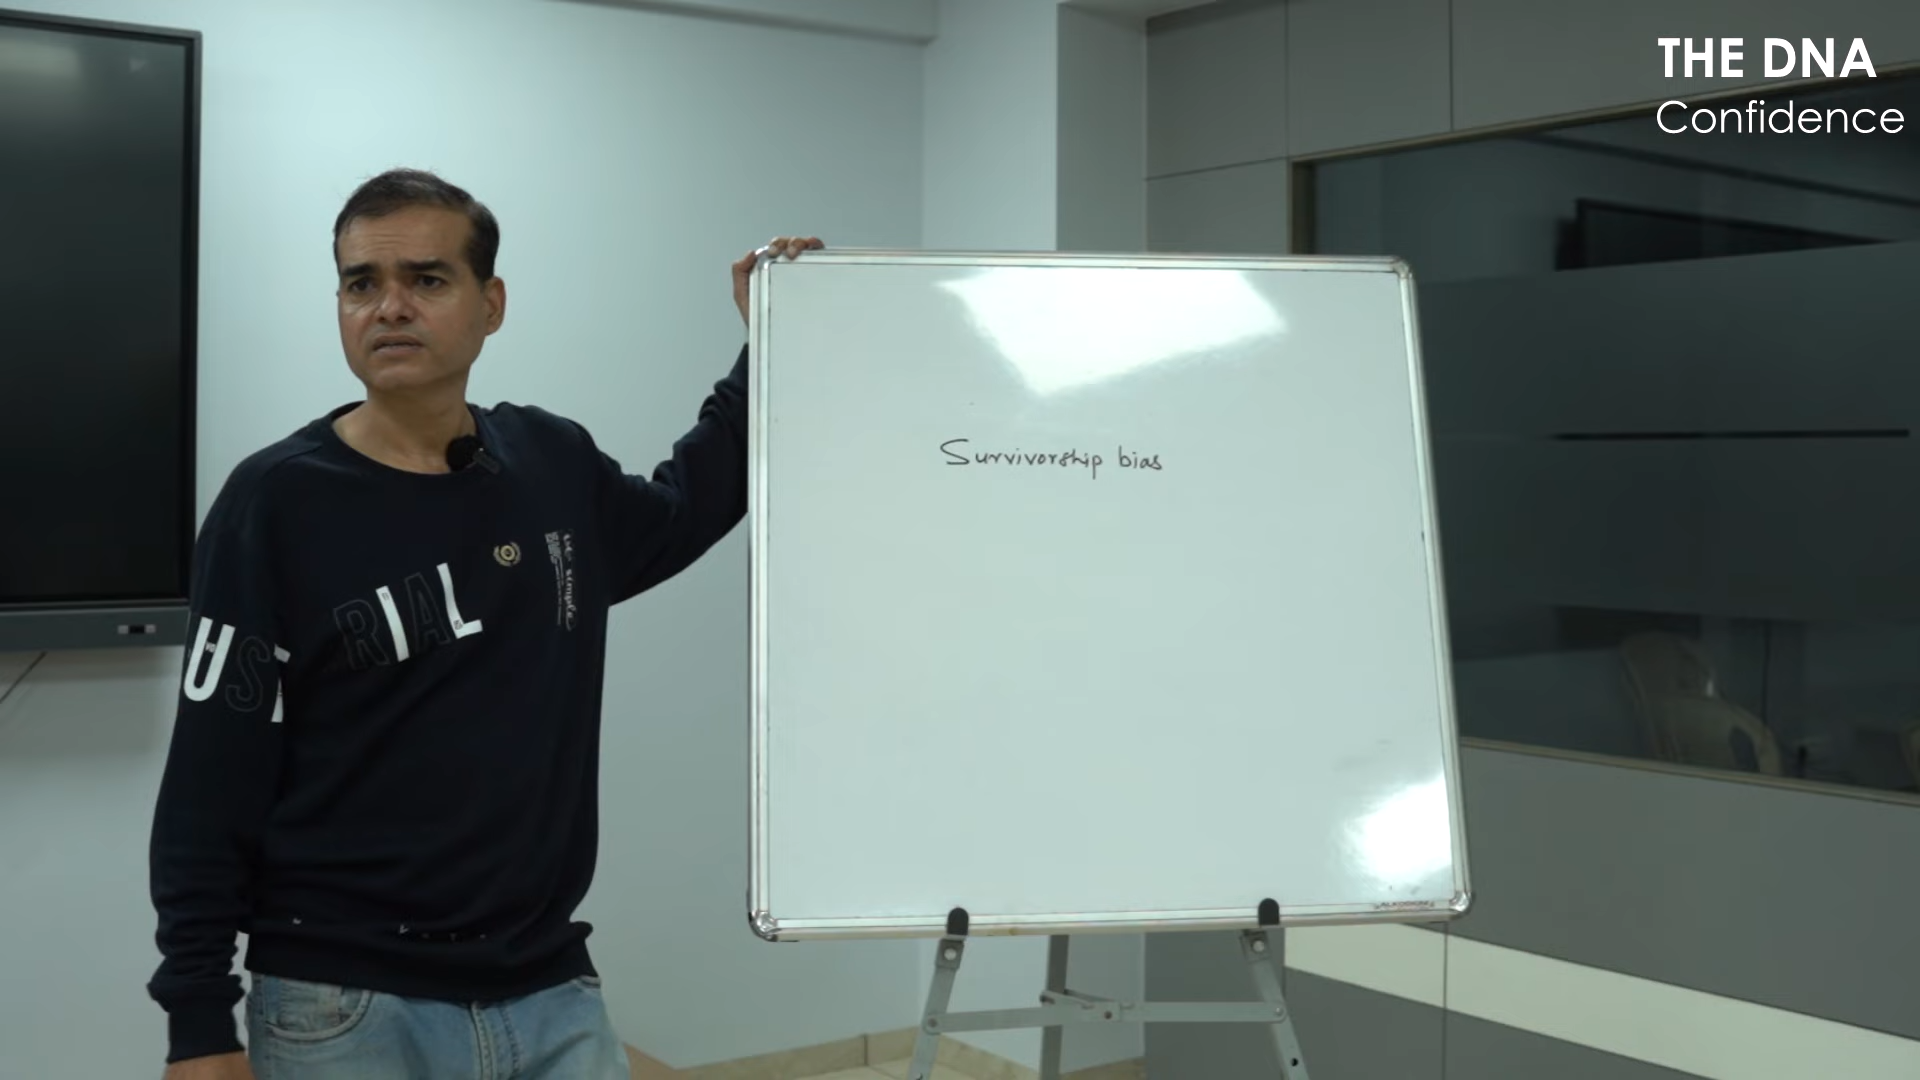 THE DNA
Confidence
Survivorship bias
RIAL
UST